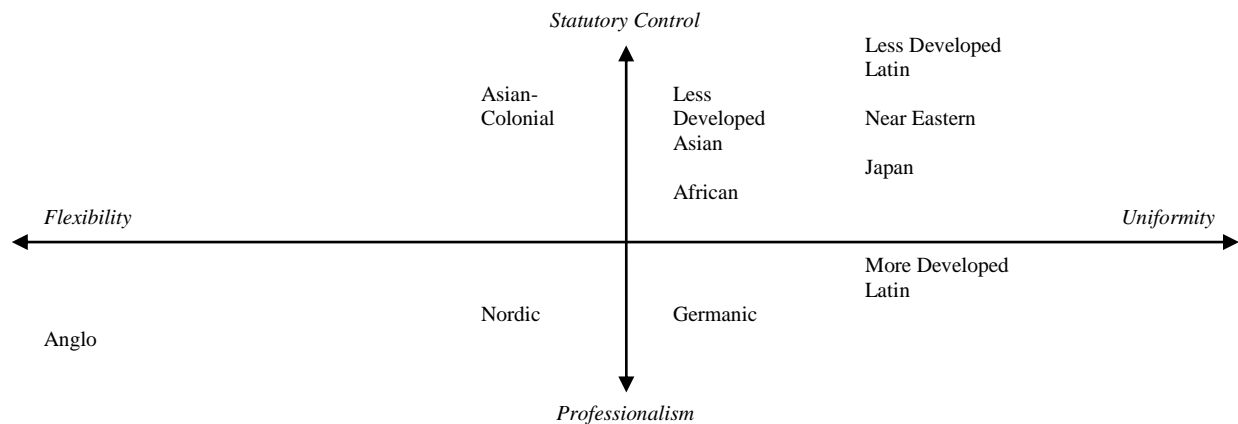 Statutory Control
Less Developed
Latin
Asian-
Colonial
Less
Developed
Asian
Near Eastern
Japan
African
Flexibility
Uniformity
More Developed
Latin
Nordic
Germanic
Anglo
Professionalism